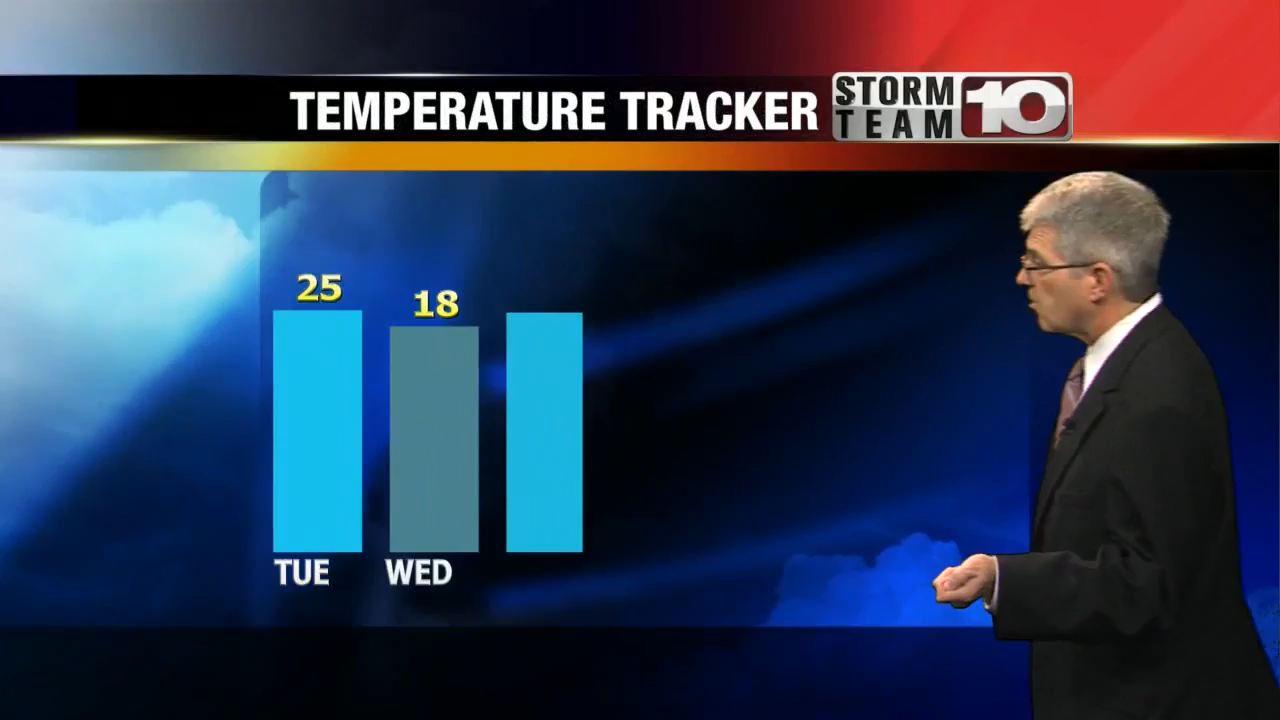 TEMPERATURE TRACKER
STORM TEAM 10
25
18
TUE
WED